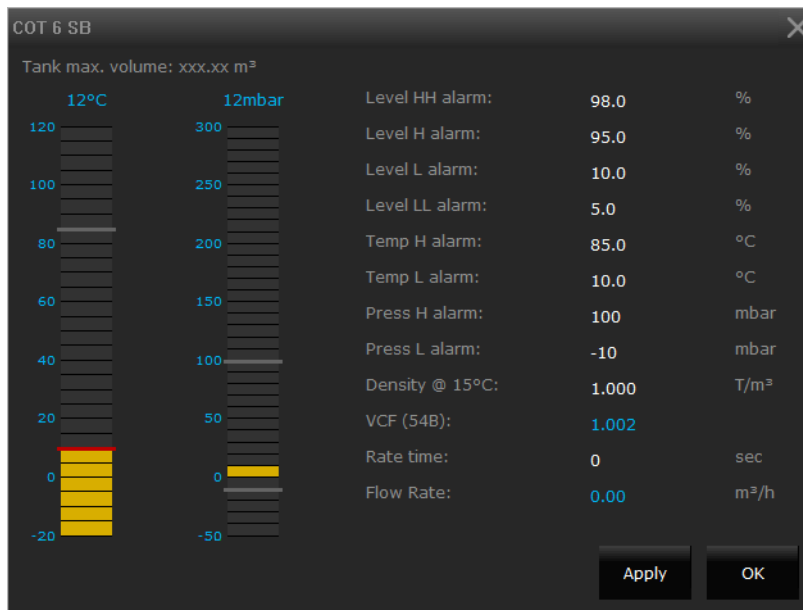 COT 6 SB
Tank max. volume: xxx.xx m³
12°C
12mbar
120
100
80
60
40
20
0
-20
300
250
200
150
100
50
0
-50
Level HH alarm: 98.0 %
Level H alarm: 95.0 %
Level L alarm: 10.0 %
Level LL alarm: 5.0 %
Temp H alarm: 85.0 °C
Temp L alarm: 10.0 °C
Press H alarm: 100 mbar
Press L alarm: -10 mbar
Density @ 15°C: 1.000 T/m³
VCF (54B): 1.002
Rate time: 0 sec
Flow Rate: 0.00 m³/h
Apply OK